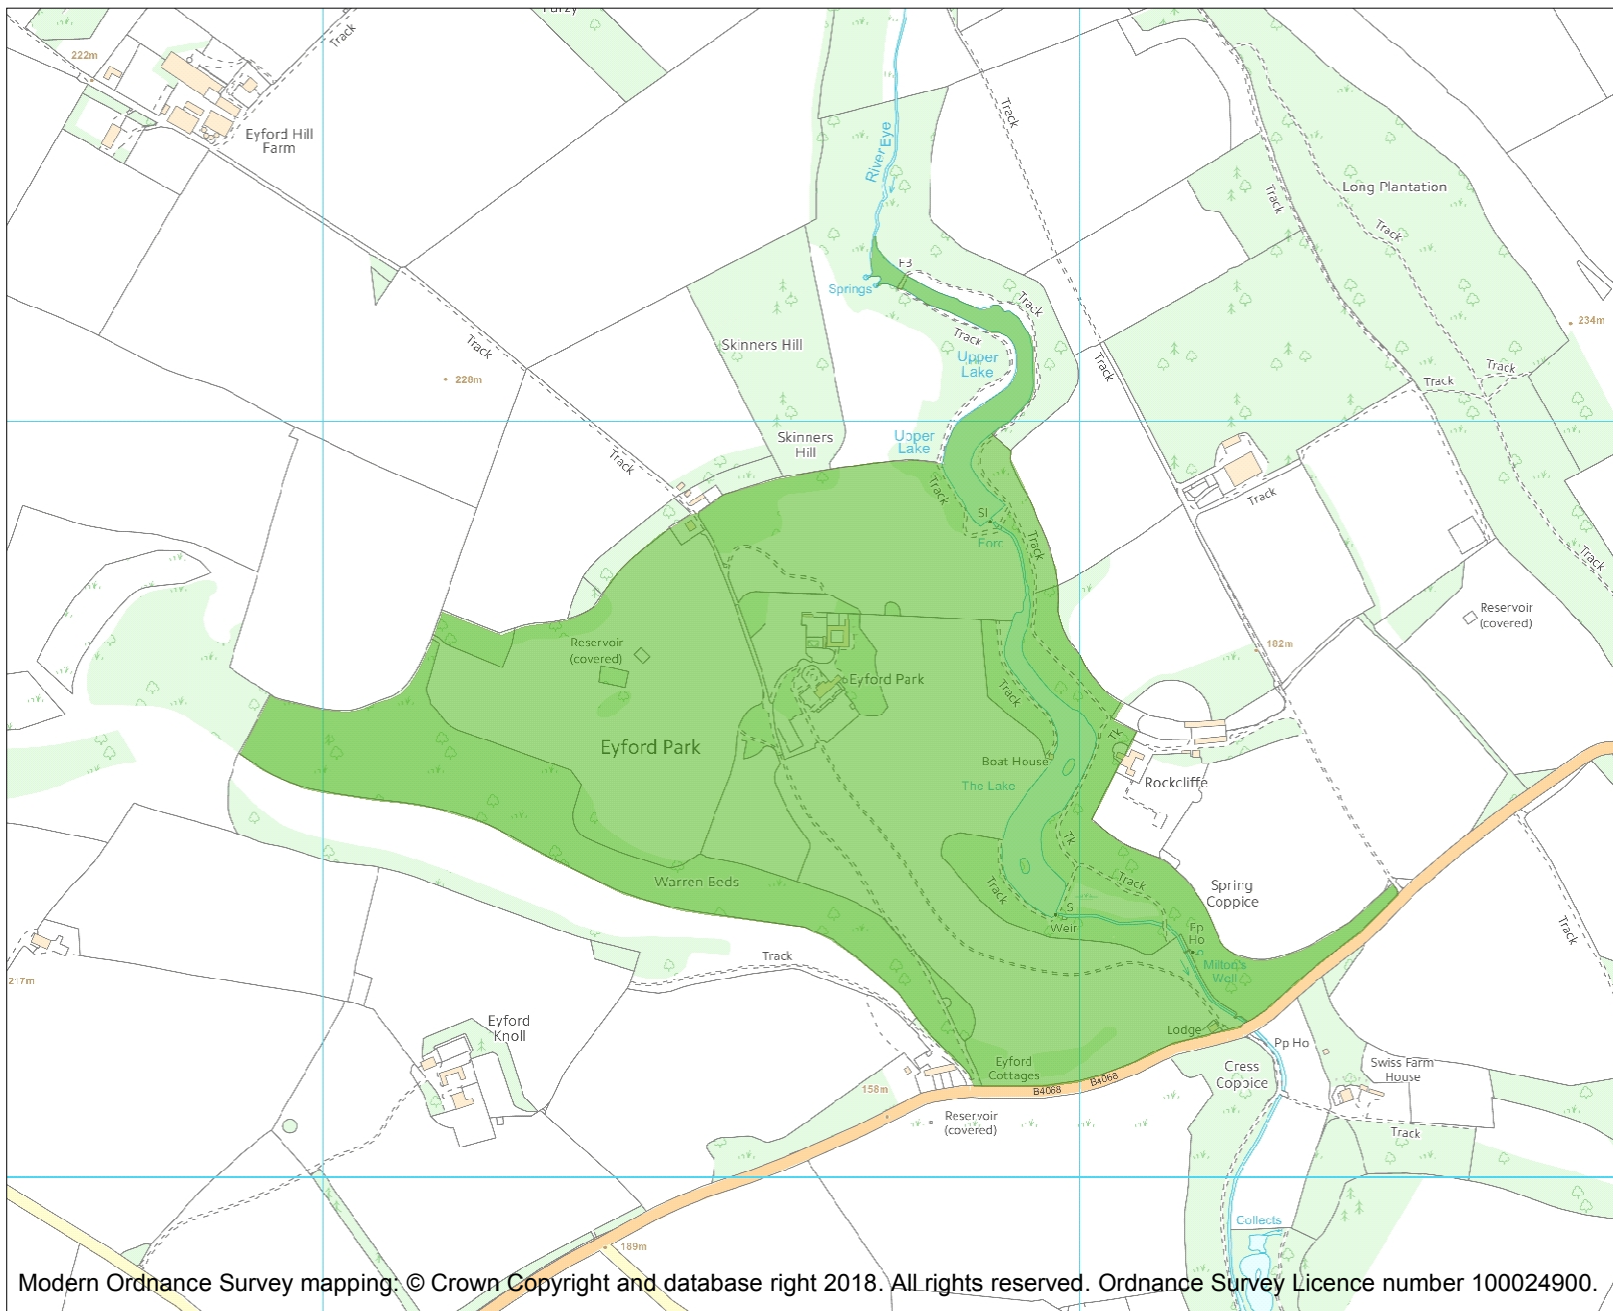 Track
222m
Eyford Hill
Farm
River Eye
Track
Long Plantation
Track
Track
FB
Springs
Track
Track
Upper
Lake
234m
Skinners Hill
Track
228m
Track
Track
Track
Upper
Lake
Skinners
Hill
Track
Track
Track
Sl
Track
Track
Reservoir
(covered)
Reservoir
(covered)
182m
Eyford Park
Track
Eyford Park
Tk
Boat House
The Lake
Rockcliffe
Tk
Track
Warren Beds
Track
Spring
Coppice
Weir
Fp
Ho
Milton's
Well
Track
Track
217m
Eyford
Knoll
Lodge
Pp Ho
Eyford
Cottages
Cress
Coppice
Swiss Farm
House
158m
B4068
B4068
Reservoir
(covered)
Track
Collects
189m
Modern Ordnance Survey mapping: © Crown Copyright and database right 2018. All rights reserved. Ordnance Survey Licence number 100024900.